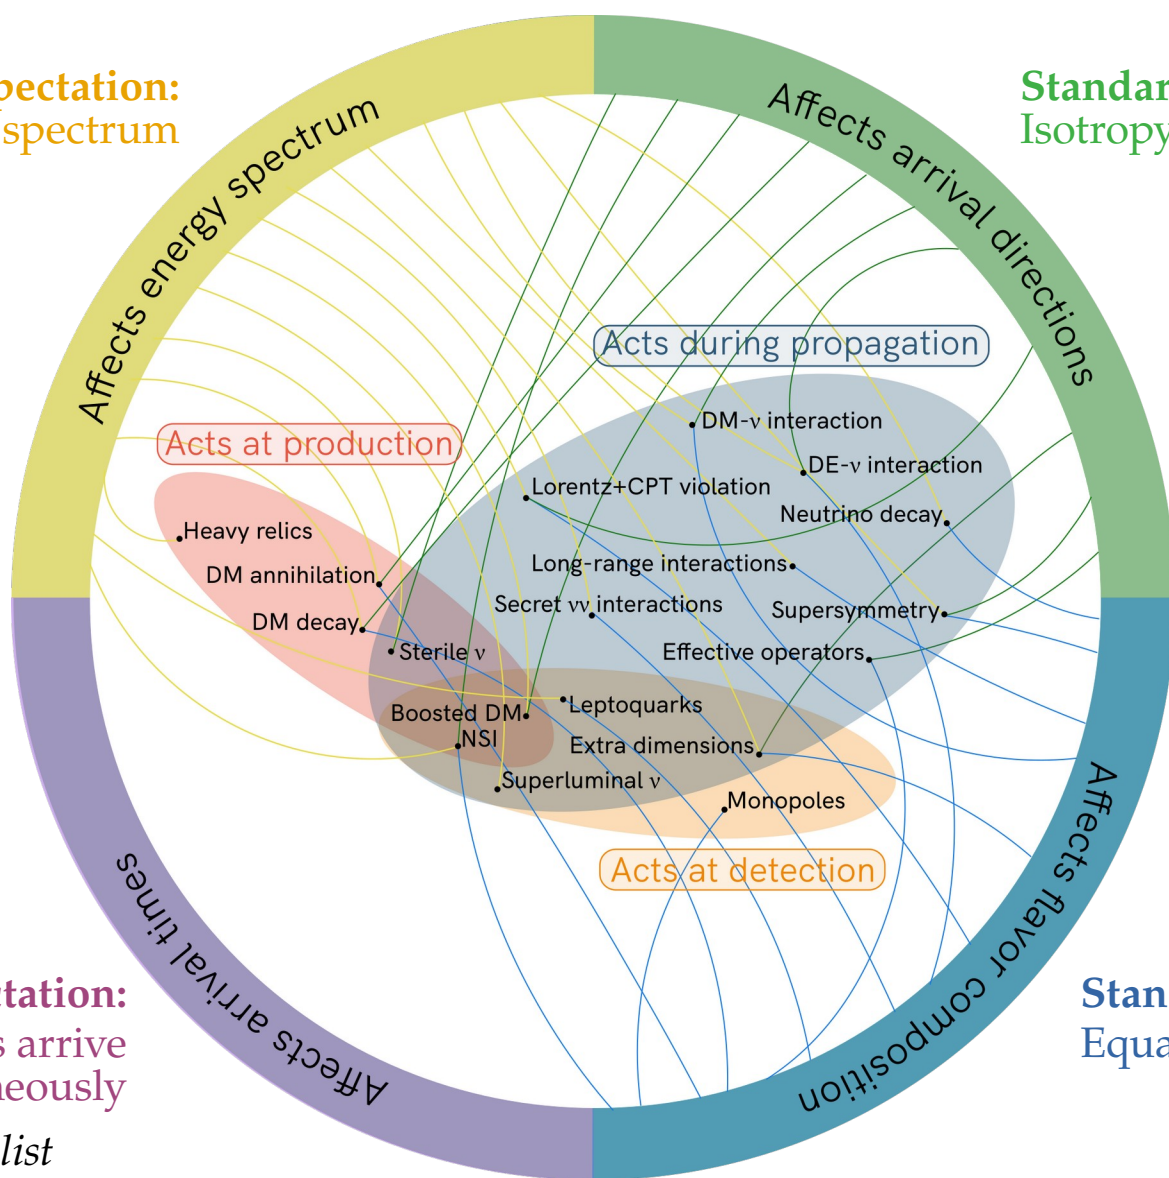 pectation:
spectrum
Standar
Isotropy
Affects energy spectrum
Affects arrival directions
Acts during propagation
Acts at production
DM-ν interaction
DE-ν interaction
Lorentz+CPT violation
Neutrino decay
Heavy relics
Long-range interactions
DM annihilation
Secret νν interactions
Supersymmetry
DM decay
Sterile ν
Effective operators
Boosted DM
Leptoquarks
NSI
Extra dimensions
Superluminal ν
Monopoles
Acts at detection
Affects arrival times
Affects flavor composition
tation:
s arrive
neously
list
Stan
Equa